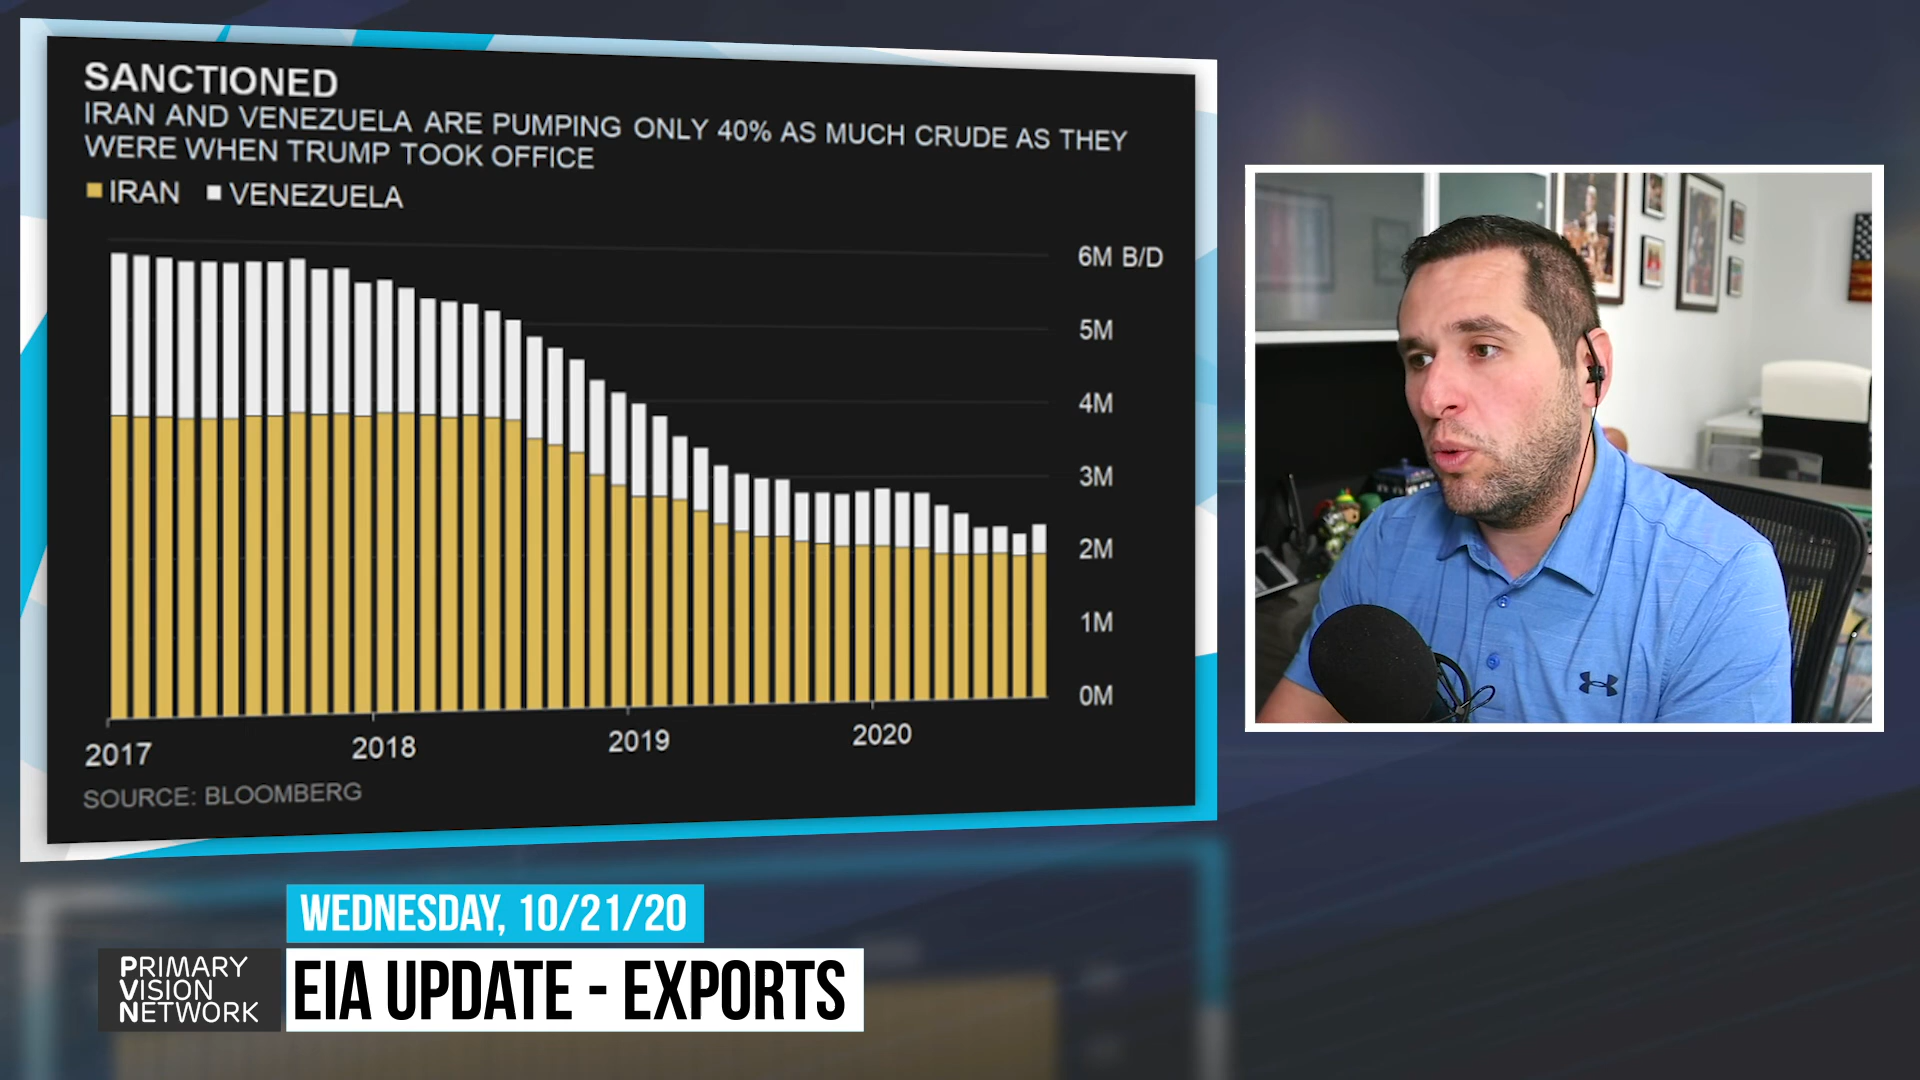 SANCTIONED
IRAN AND VENEZUELA ARE PUMPING ONLY 40% AS MUCH CRUDE AS THEY
WERE WHEN TRUMP TOOK OFFICE
IRAN VENEZUELA
6M B/D
5M
4M
3M
2M
1M
0M
2017 2018 2019 2020
SOURCE: BLOOMBERG
WEDNESDAY, 10/21/20
PRIMARY
VISION
NETWORK
EIA UPDATE - EXPORTS